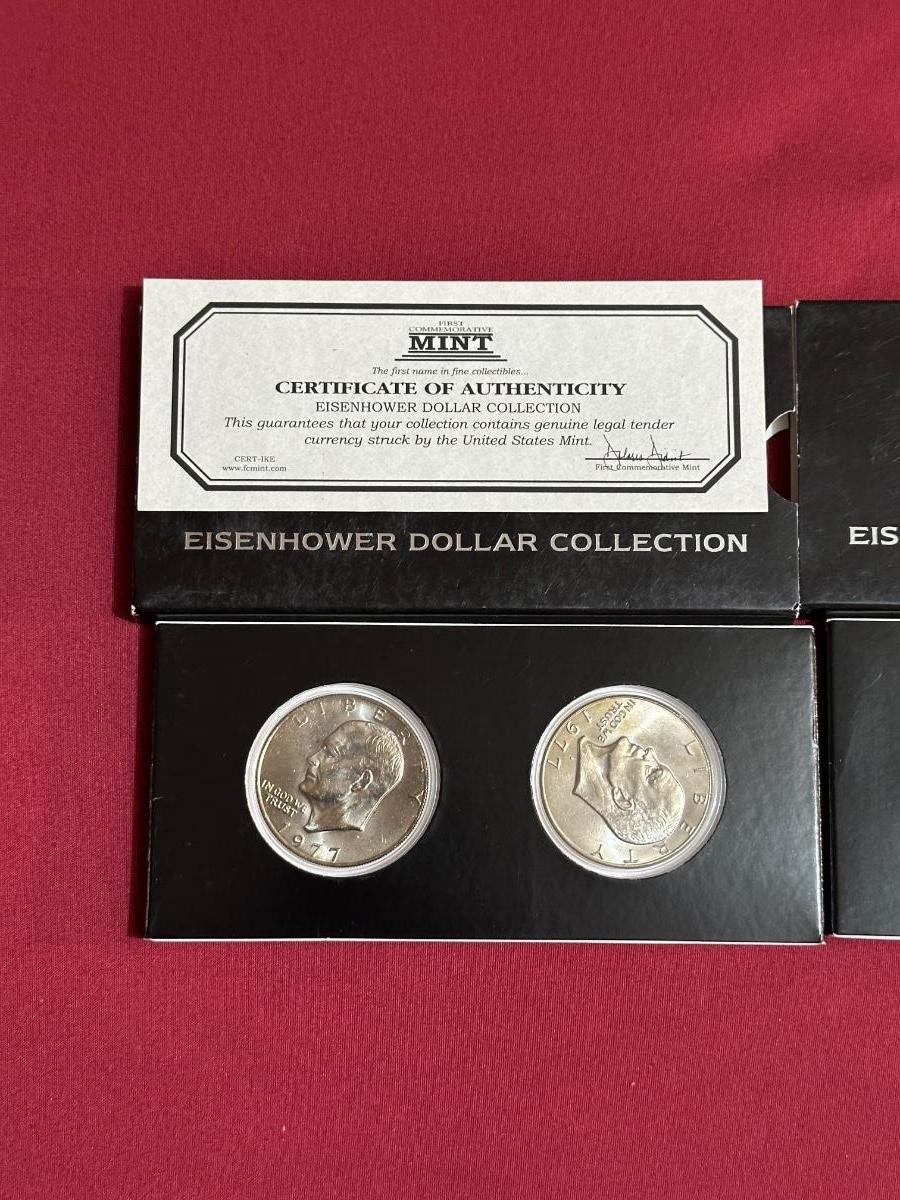 FIRST
COMMEMORATIVE
MINT
The first name in fine collectibles...
CERTIFICATE OF AUTHENTICITY
EISENHOWER DOLLAR COLLECTION
This guarantees that your collection contains genuine legal tender
currency struck by the United States Mint.
CERT-IKE
www.fcmint.com
First Commemorative Mint
EISENHOWER DOLLAR COLLECTION
EIS
LIBERTY
IN GOD WE
TRUST
1977
LIBERTY
IN GOD WE
TRUST
1977